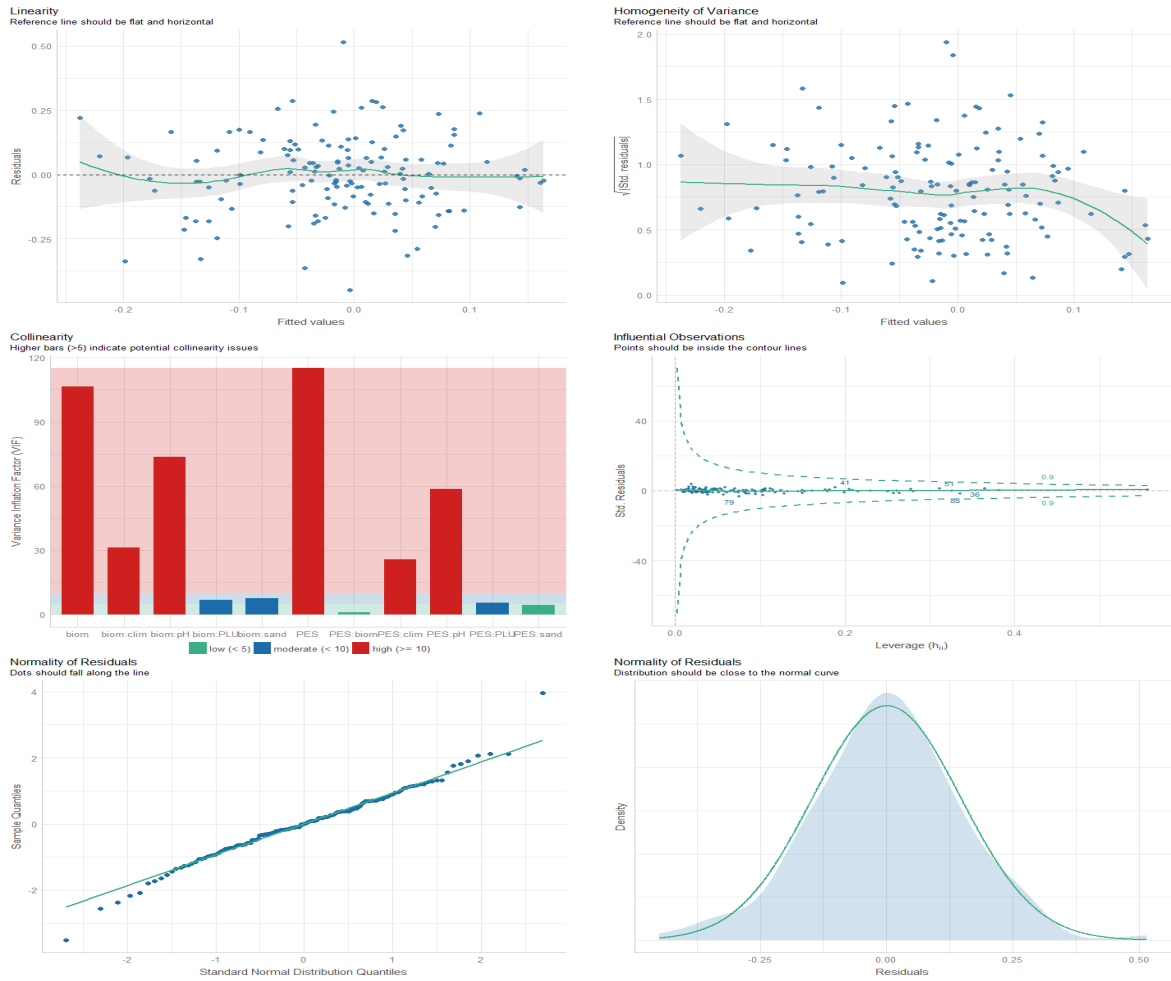 Linearity
Reference line should be flat and horizontal
0.50
0.25
0.00
-0.25
Residuals
-0.2
-0.1
0.0
0.1
Fitted values
Homogeneity of Variance
Reference line should be flat and horizontal
2.0
1.5
1.0
0.5
0.0
√|Std. residuals|
-0.2
-0.1
0.0
0.1
Fitted values
Collinearity
Higher bars (>5) indicate potential collinearity issues
120
90
60
30
0
Variance Inflation Factor (VIF)
biom biom:clim biom:pH biom:PLU biom:sand PES PES:biom PES:clim PES:pH PES:PLU PES:sand
low (< 5) moderate (< 10) high (>= 10)
Influential Observations
Points should be inside the contour lines
40
0
-40
Std. Residuals
0.9
41
51
36
79
88
0.9
0.0
0.2
0.4
Leverage (hii)
Normality of Residuals
Dots should fall along the line
4
2
0
-2
Sample Quantiles
-2
-1
0
1
2
Standard Normal Distribution Quantiles
Normality of Residuals
Distribution should be close to the normal curve
Density
-0.25
0.00
0.25
0.50
Residuals